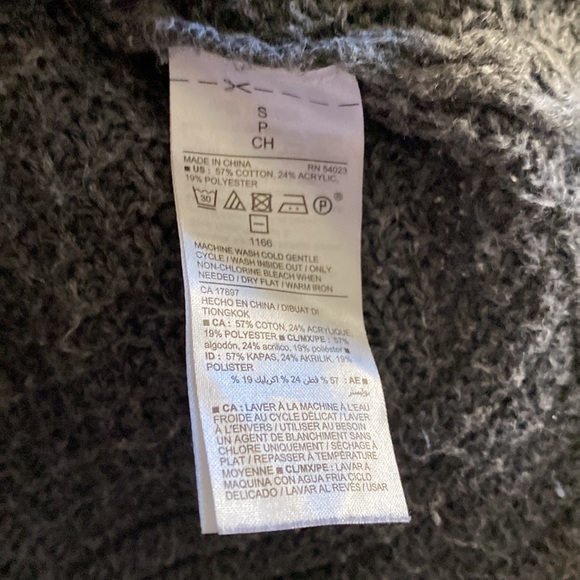 S
P
CH
MADE IN CHINA RN 54023
■ US : 57% COTTON, 24% ACRYLIC,
19% POLYESTER
30 P ®
1166
MACHINE WASH COLD GENTLE
CYCLE / WASH INSIDE OUT / ONLY
NON-CHLORINE BLEACH WHEN
NEEDED / DRY FLAT / WARM IRON
CA 17897
HECHO EN CHINA / DIBUAT DI
TIONGKOK
■ CA : 57% COTON, 24% ACRYLIQUE,
19% POLYESTER ■ CL/MX/PE : 57%
algodón, 24% acrilico, 19% poliéster ■
ID : 57% KAPAS, 24% AKRILIK, 19%
POLISTER
■ AE : 57 % قطن 24 % اكريليك 19 %
بوليستر
■ CA : LAVER À LA MACHINE À L'EAU
FROIDE AU CYCLE DÉLICAT / LAVER
À L'ENVERS / UTILISER AU BESOIN
UN AGENT DE BLANCHIMENT SANS
CHLORE UNIQUEMENT / SÉCHAGE À
PLAT / REPASSER À TEMPÉRATURE
MOYENNE ■ CL/MX/PE : LAVAR A
MAQUINA CON AGUA FRIA CICLO
DELICADO / LAVAR AL REVÉS / USAR